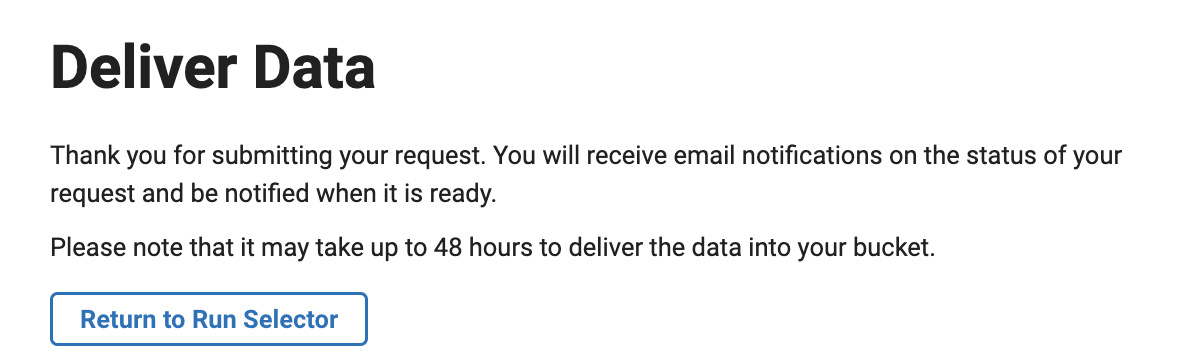 Deliver Data
Thank you for submitting your request. You will receive email notifications on the status of your
request and be notified when it is ready.
Please note that it may take up to 48 hours to deliver the data into your bucket.
Return to Run Selector